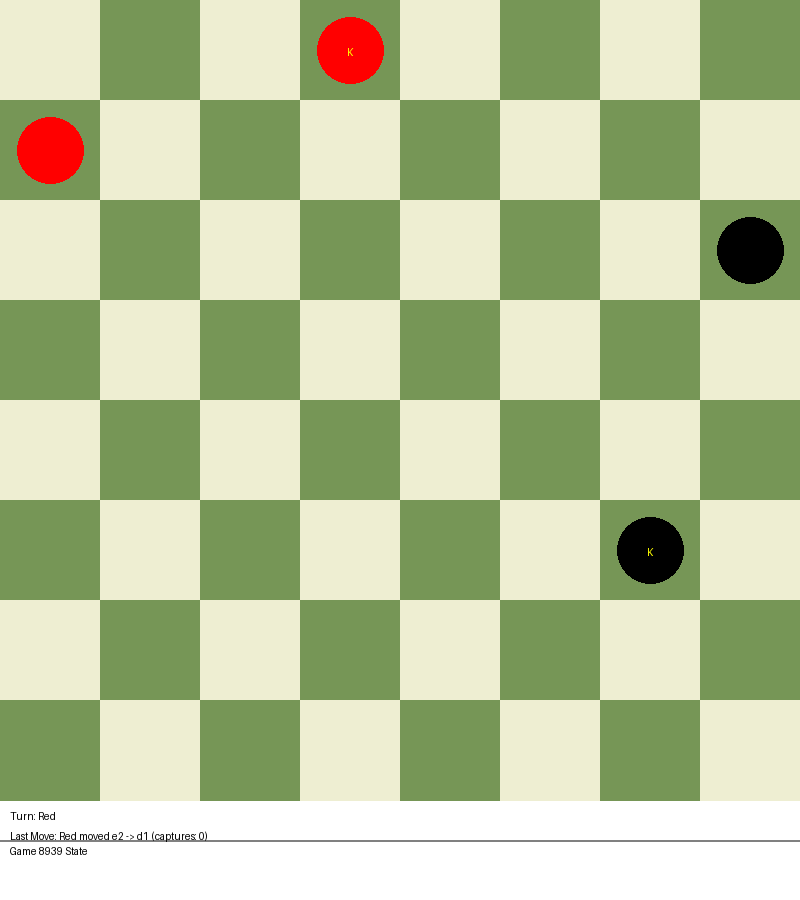 K
K
Turn: Red
Last Move: Red moved e2 -> d1 (captures: 0)
Game 8939 State